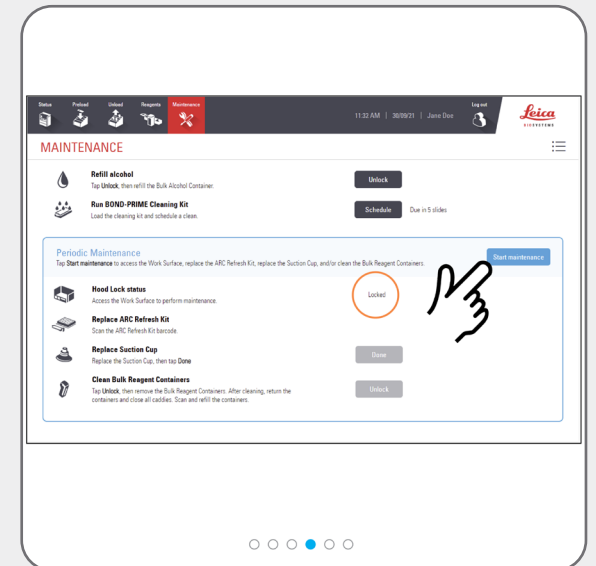 Status Preload Unload Reagents Maintenance
11:33 AM | 30/09/21 | Jane Doe
Log out
Leica
BIOSYSTEMS
MAINTENANCE
Refill alcohol
Tap Unlock, then refill the Bulk Alcohol Container.
Unlock
Run BOND-PRIME Cleaning Kit
Load the cleaning kit and schedule a clean.
Schedule
Due in 5 slides
Periodic Maintenance
Tap Start maintenance to access the Work Surface, replace the ARC Refresh Kit, replace the Suction Cup, and/or clean the Bulk Reagent Containers.
Start maintenance
Hood Lock status
Access the Work Surface to perform maintenance.
Locked
Replace ARC Refresh Kit
Scan the ARC Refresh Kit barcode.
Replace Suction Cup
Replace the Suction Cup, then tap Done
Done
Clean Bulk Reagent Containers
Tap Unlock, then remove the Bulk Reagent Containers. After cleaning, return the
containers and close all caddies. Scan and refill the containers.
Unlock